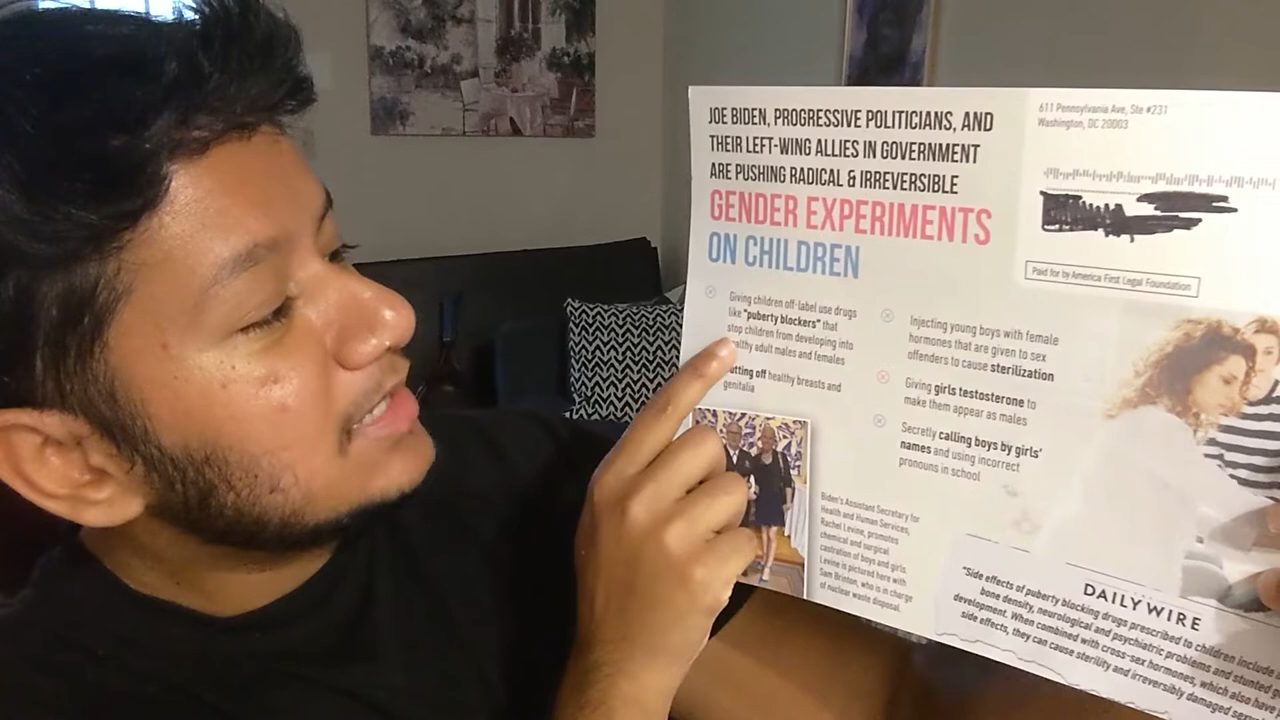 JOE BIDEN, PROGRESSIVE POLITICIANS, AND
THEIR LEFT-WING ALLIES IN GOVERNMENT
ARE PUSHING RADICAL & IRREVERSIBLE
GENDER EXPERIMENTS
ON CHILDREN
Giving children off-label use drugs
like "puberty blockers" that
stop children from developing into
healthy adult males and females
off healthy breasts and
genitalia
Injecting young boys with female
hormones that are given to sex
offenders to cause sterilization
Giving girls testosterone to
make them appear as males
Secretly calling boys by girls'
names and using incorrect
pronouns in school
Biden's Assistant Secretary for
Health and Human Services,
Rachel Levine, promotes
chemical and surgical
castration of boys and girls
Levine is pictured here with
Sam Brinton, who is in charge
of nuclear waste disposal.
611 Pennsylvania Ave, Ste #231
Washington, DC 20003
Paid for by America First Legal Foundation
DAILYWIRE
"Side effects of puberty blocking drugs prescribed to children include
bone density, neurological and psychiatric problems and stunted
development. When combined with cross-sex hormones, which also have
side effects, they can cause sterility and irreversibly damaged